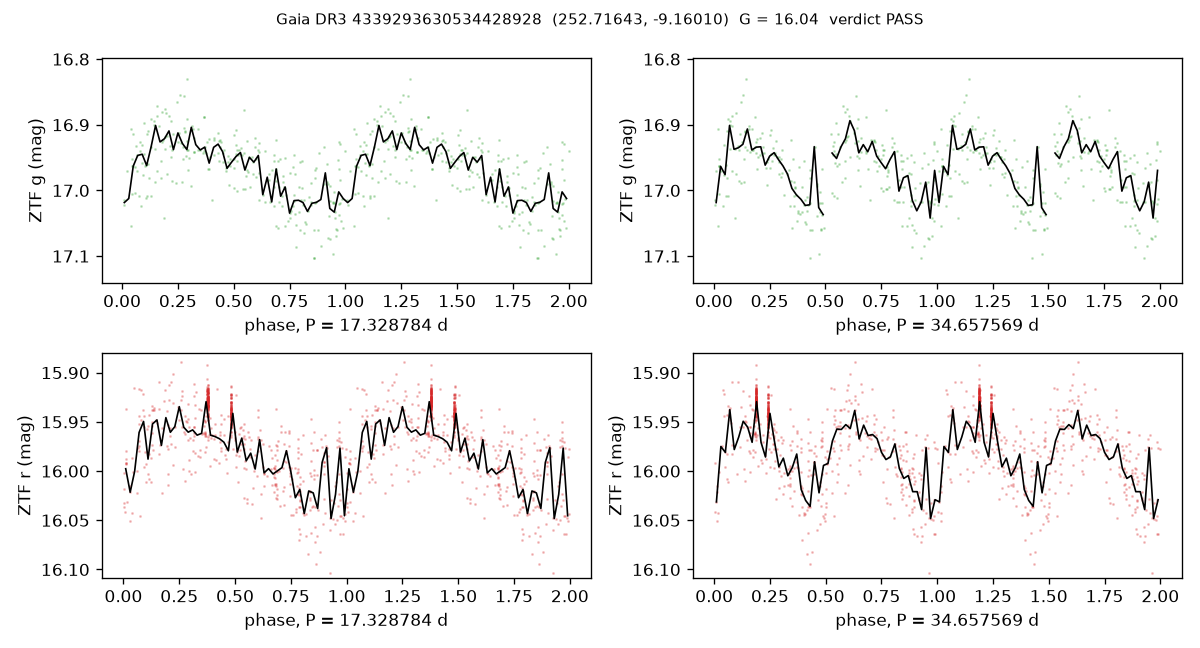 Gaia DR3 4339293630534428928  (252.71643, -9.16010)  G = 16.04  verdict PASS
ZTF g (mag)
16.8
16.9
17.0
17.1
0.00 0.25 0.50 0.75 1.00 1.25 1.50 1.75 2.00
phase, P = 17.328784 d
ZTF g (mag)
16.8
16.9
17.0
17.1
0.00 0.25 0.50 0.75 1.00 1.25 1.50 1.75 2.00
phase, P = 34.657569 d
ZTF r (mag)
15.90
15.95
16.00
16.05
16.10
0.00 0.25 0.50 0.75 1.00 1.25 1.50 1.75 2.00
phase, P = 17.328784 d
ZTF r (mag)
15.90
15.95
16.00
16.05
16.10
0.00 0.25 0.50 0.75 1.00 1.25 1.50 1.75 2.00
phase, P = 34.657569 d